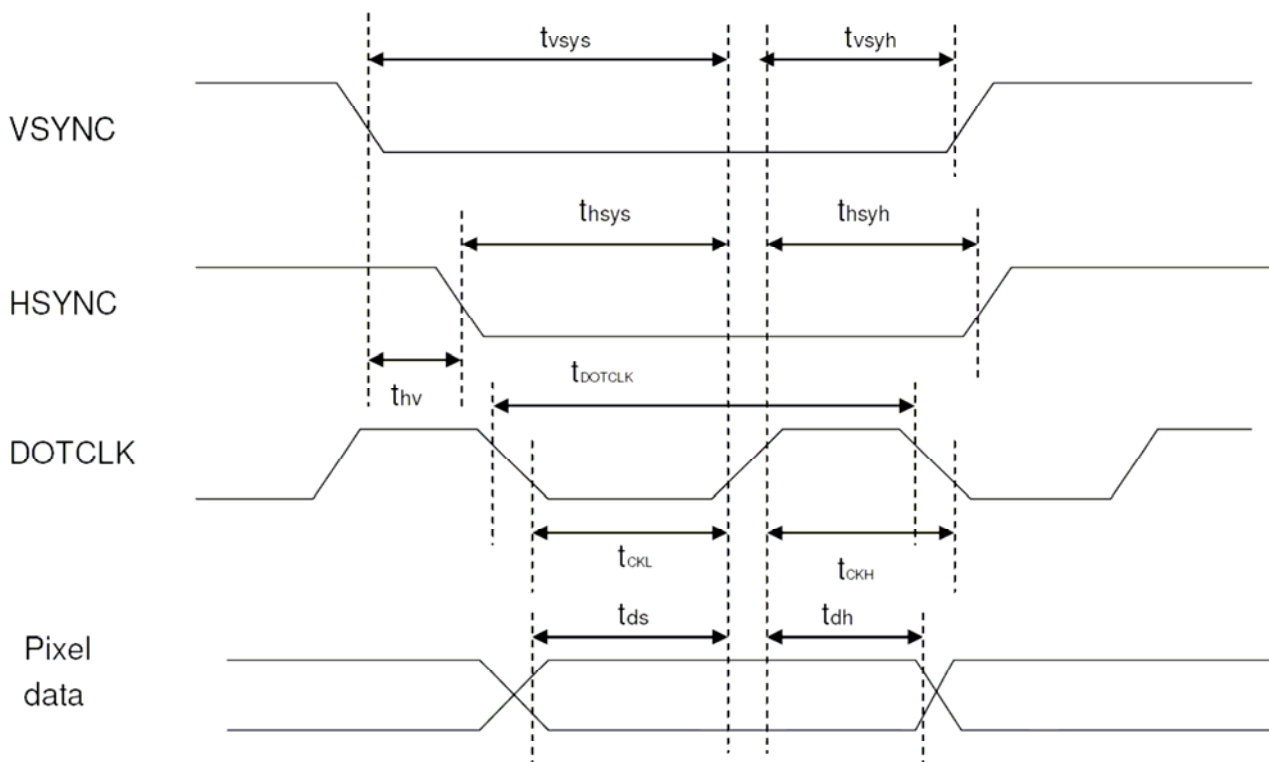 tvsys
tvsyh
VSYNC
thsys
thsyh
HSYNC
tDOTCLK
thv
DOTCLK
tCKL
tCKH
tds
tdh
Pixel
data